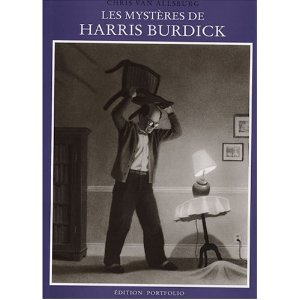 CHRIS VAN ALLSBURG
LES MYSTÈRES DE
HARRIS BURDICK
ÉDITION PORTFOLIO